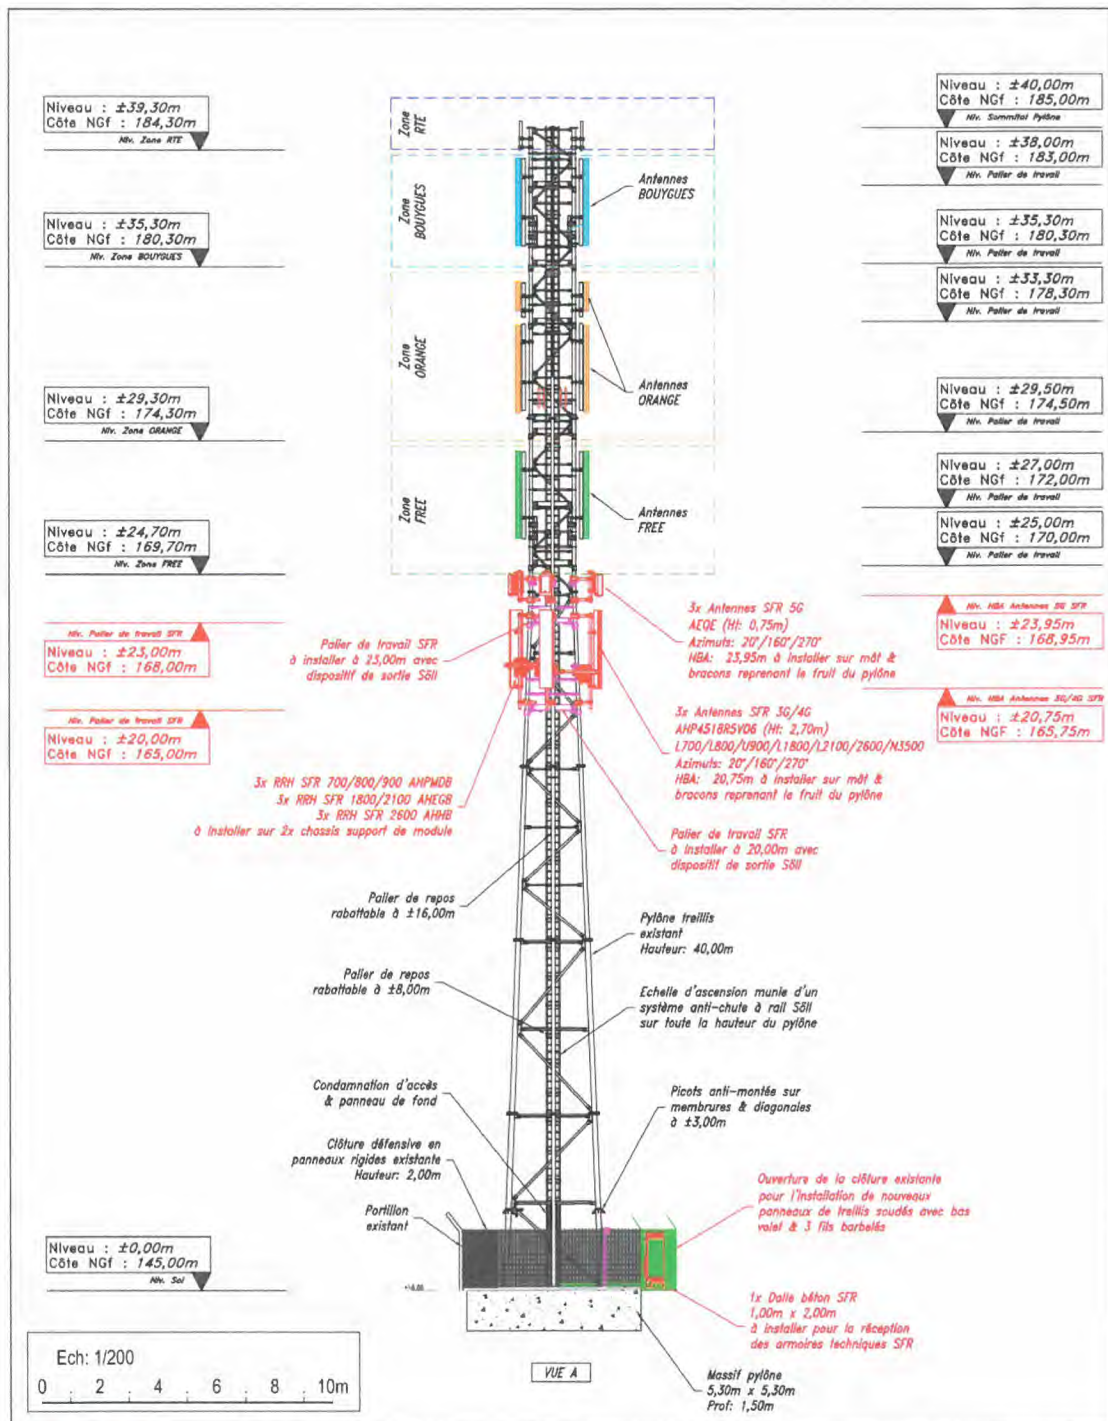 Niveau : ±39,30m
Côte NGf : 184,30m
Niv. Zone RTE
Niveau : ±35,30m
Côte NGf : 180,30m
Niv. Zone BOUYGUES
Niveau : ±29,30m
Côte NGf : 174,30m
Niv. Zone ORANGE
Niveau : ±24,70m
Côte NGf : 169,70m
Niv. Zone FREE
Niv. Palier de travail SFR
Niveau : ±23,00m
Côte NGf : 168,00m
Niv. Palier de travail SFR
Niveau : ±20,00m
Côte NGf : 165,00m
Niveau : ±0,00m
Côte NGf : 145,00m
Niv. Sol
Zone
RTE
Zone
BOUYGUES
Zone
ORANGE
Zone
FREE
Antennes
BOUYGUES
Antennes
ORANGE
Antennes
FREE
Niveau : ±40,00m
Côte NGf : 185,00m
Niv. Sommital Pylône
Niveau : ±38,00m
Côte NGf : 183,00m
Niv. Palier de travail
Niveau : ±35,30m
Côte NGf : 180,30m
Niv. Palier de travail
Niveau : ±33,30m
Côte NGf : 178,30m
Niv. Palier de travail
Niveau : ±29,50m
Côte NGf : 174,50m
Niv. Palier de travail
Niveau : ±27,00m
Côte NGf : 172,00m
Niv. Palier de travail
Niveau : ±25,00m
Côte NGf : 170,00m
Niv. Palier de travail
Niv. HBA Antennes 5G SFR
Niveau : ±23,95m
Côte NGF : 168,95m
Niv. HBA Antennes 3G/4G SFR
Niveau : ±20,75m
Côte NGF : 165,75m
Palier de travail SFR
à installer à 23,00m avec
dispositif de sortie Söll
3x Antennes SFR 5G
AEQE (Ht: 0,75m)
Azimuts: 20°/160°/270°
HBA: 23,95m à installer sur mât &
bracons reprenant le fruit du pylône
3x Antennes SFR 3G/4G
AHP4518R5V06 (Ht: 2,70m)
L700/L800/U900/L1800/L2100/2600/N3500
Azimuts: 20°/160°/270°
HBA: 20,75m à installer sur mât &
bracons reprenant le fruit du pylône
3x RRH SFR 700/800/900 AHPMDB
3x RRH SFR 1800/2100 AHEGB
3x RRH SFR 2600 AHHB
à installer sur 2x chassis support de module
Palier de travail SFR
à installer à 20,00m avec
dispositif de sortie Söll
Palier de repos
rabattable à ±16,00m
Pylône treillis
existant
Hauteur: 40,00m
Palier de repos
rabattable à ±8,00m
Echelle d'ascension munie d'un
système anti-chute à rail Söll
sur toute la hauteur du pylône
Condamnation d'accès
& panneau de fond
Picots anti-montée sur
membrures & diagonales
à ±3,00m
Clôture défensive en
panneaux rigides existante
Hauteur: 2,00m
Portillon
existant
Ouverture de la clôture existante
pour l'installation de nouveaux
panneaux de treillis soudés avec bas
volet & 3 fils barbelés
1x Dalle béton SFR
1,00m x 2,00m
à installer pour la réception
des armoires techniques SFR
Massif pylône
5,30m x 5,30m
Prof: 1,50m
VUE A
Ech: 1/200
0 2 4 6 8 10m